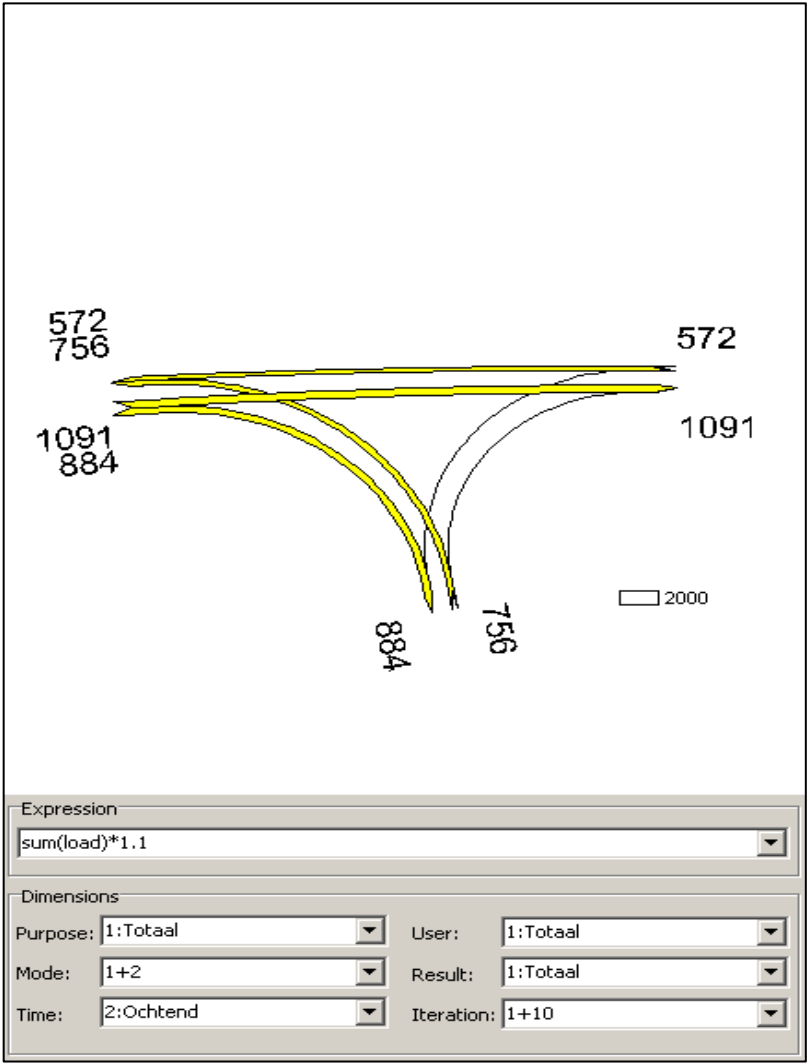 572
756
572
1091
884
1091
2000
884
756
Expression
sum(load)*1.1
Dimensions
Purpose: 1:Totaal User: 1:Totaal
Mode: 1+2 Result: 1:Totaal
Time: 2:Ochtend Iteration: 1+10